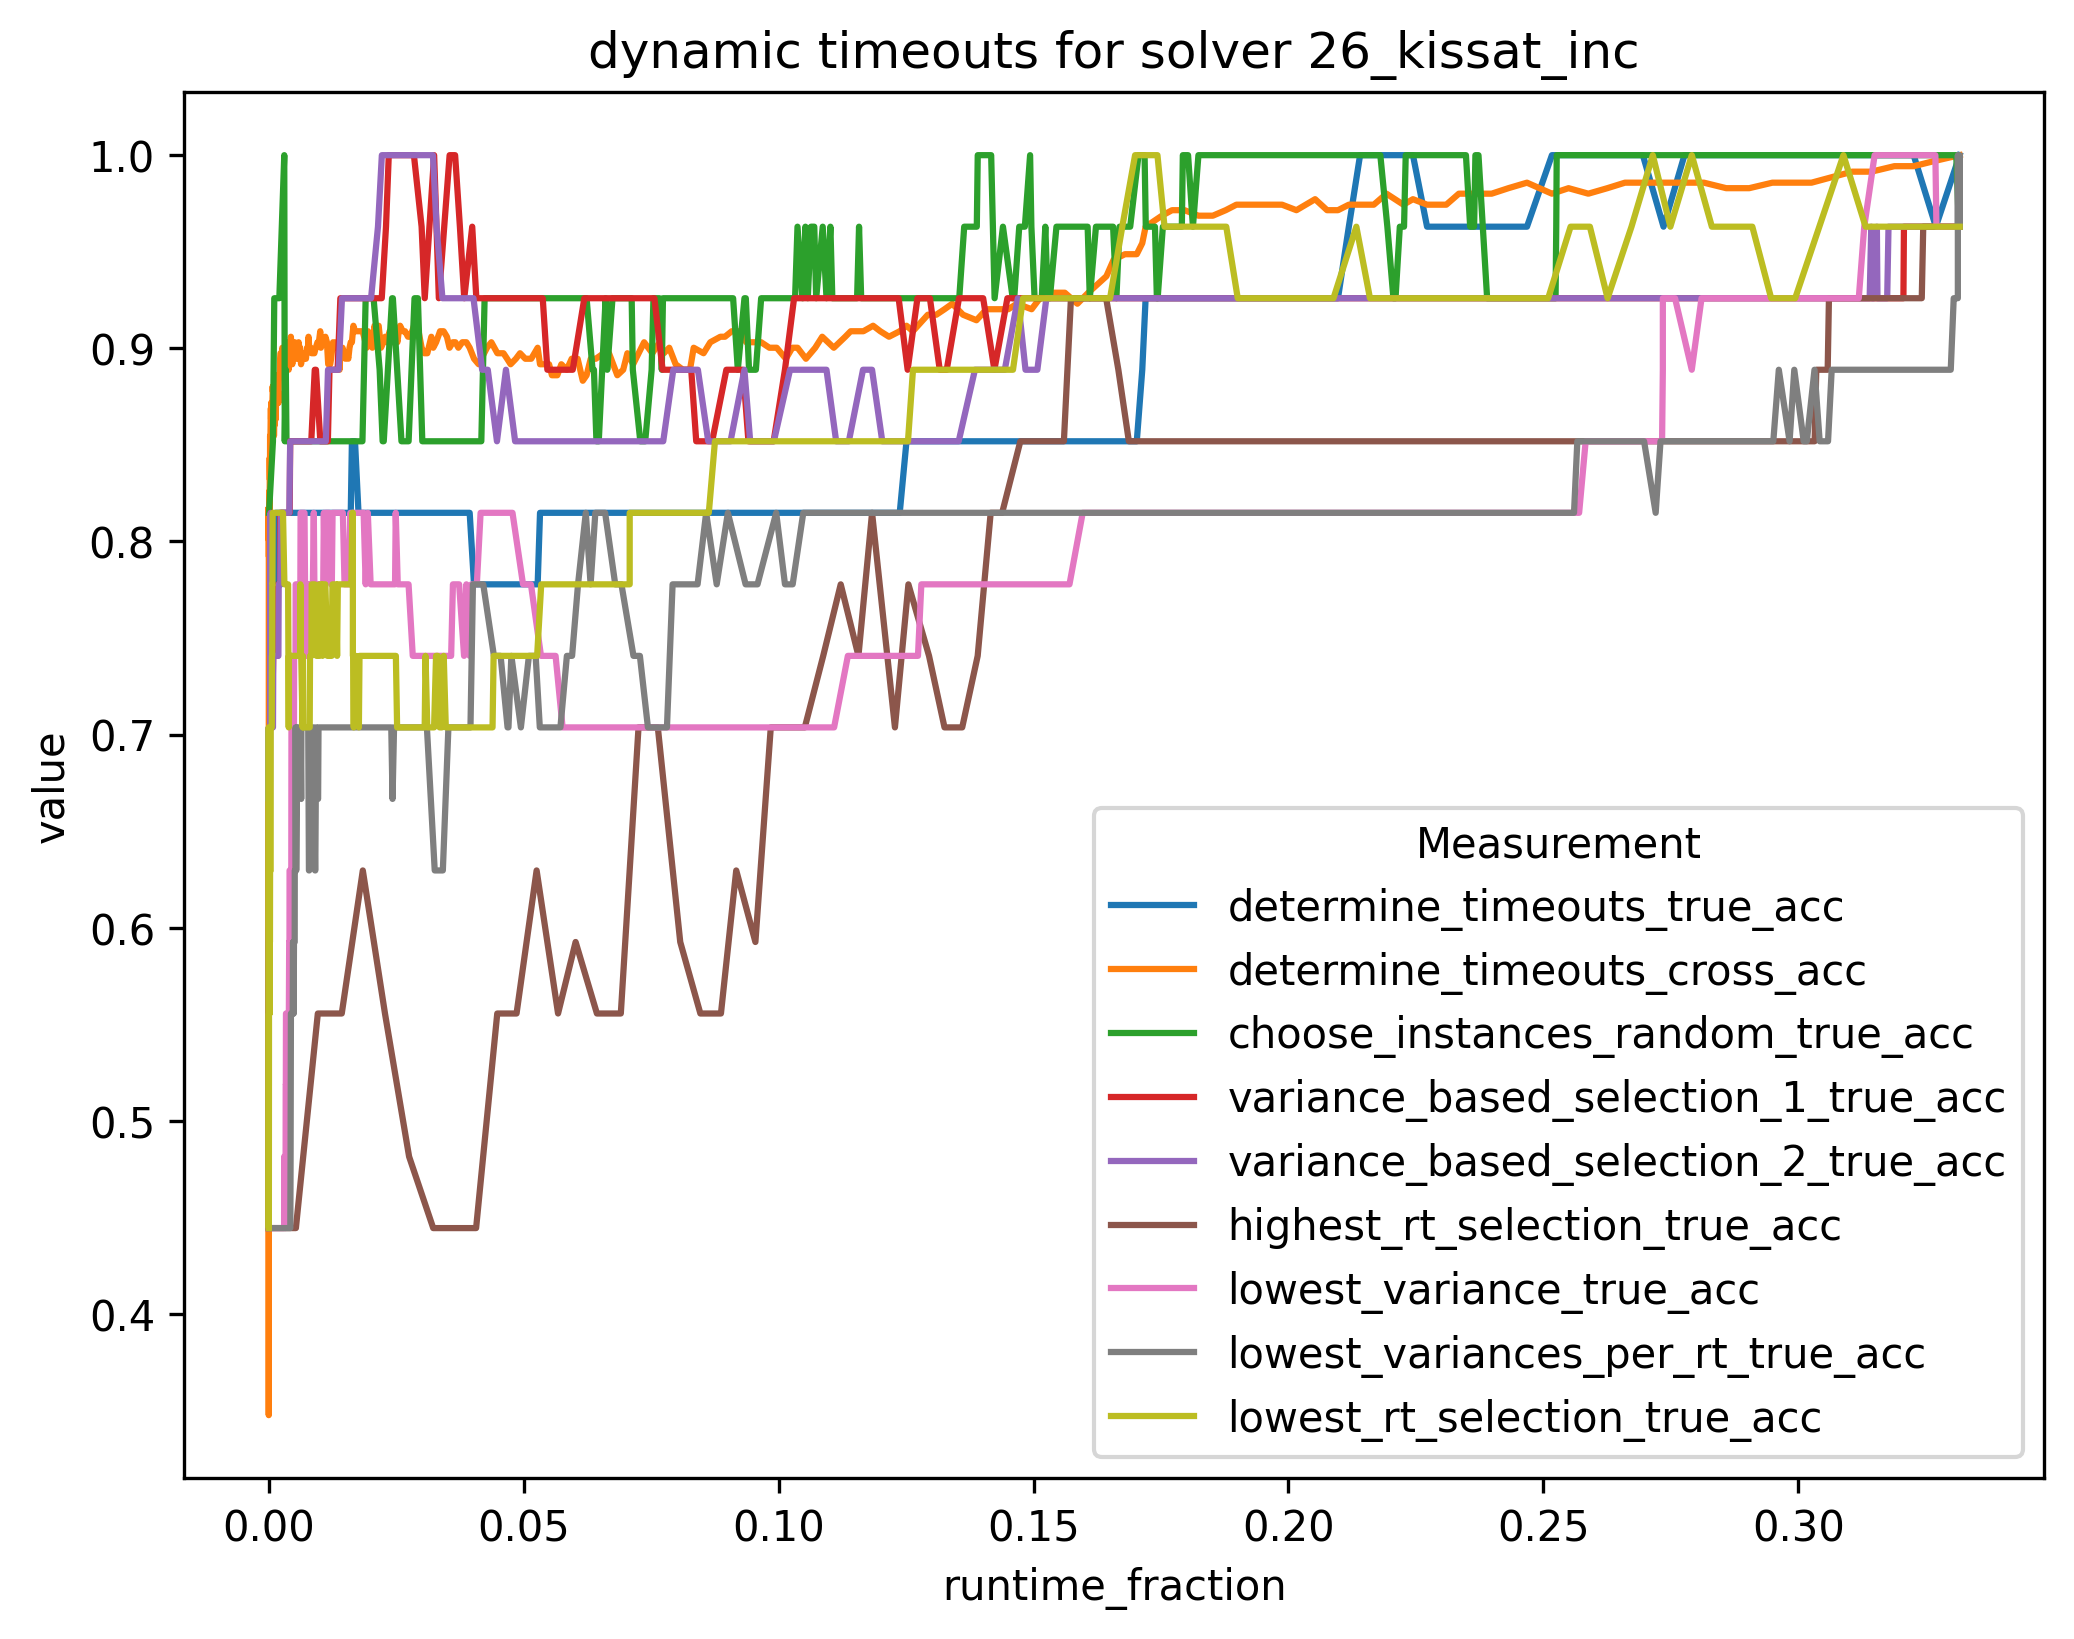 dynamic timeouts for solver 26_kissat_inc
1.0
0.9
0.8
0.7
0.6
0.5
0.4
value
Measurement
determine_timeouts_true_acc
determine_timeouts_cross_acc
choose_instances_random_true_acc
variance_based_selection_1_true_acc
variance_based_selection_2_true_acc
highest_rt_selection_true_acc
lowest_variance_true_acc
lowest_variances_per_rt_true_acc
lowest_rt_selection_true_acc
0.00 0.05 0.10 0.15 0.20 0.25 0.30
runtime_fraction